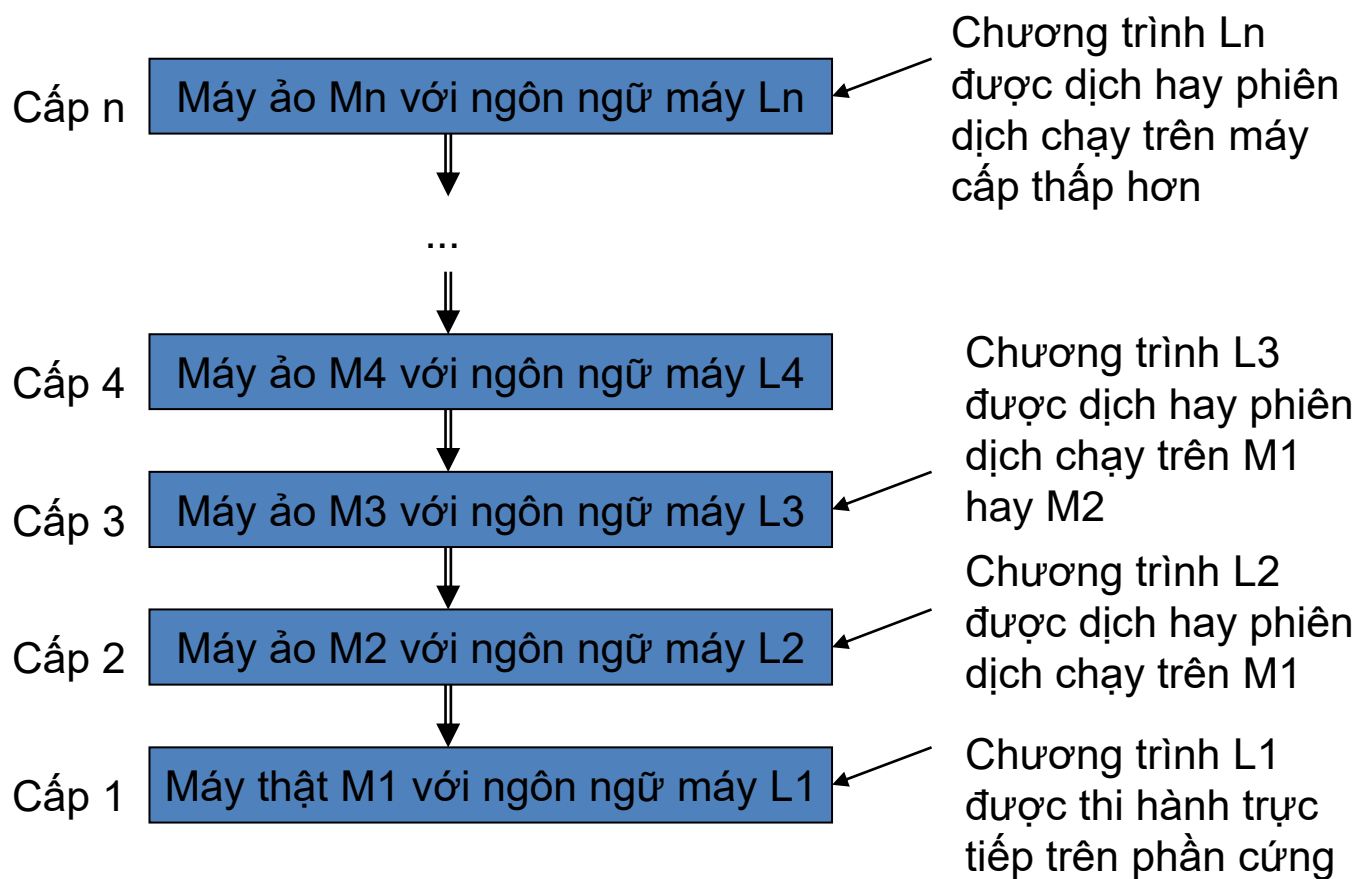 Cấp n
Máy ảo Mn với ngôn ngữ máy Ln
Chương trình Ln
được dịch hay phiên
dịch chạy trên máy
cấp thấp hơn
...
Cấp 4
Máy ảo M4 với ngôn ngữ máy L4
Cấp 3
Máy ảo M3 với ngôn ngữ máy L3
Chương trình L3
được dịch hay phiên
dịch chạy trên M1
hay M2
Cấp 2
Máy ảo M2 với ngôn ngữ máy L2
Chương trình L2
được dịch hay phiên
dịch chạy trên M1
Cấp 1
Máy thật M1 với ngôn ngữ máy L1
Chương trình L1
được thi hành trực
tiếp trên phần cứng